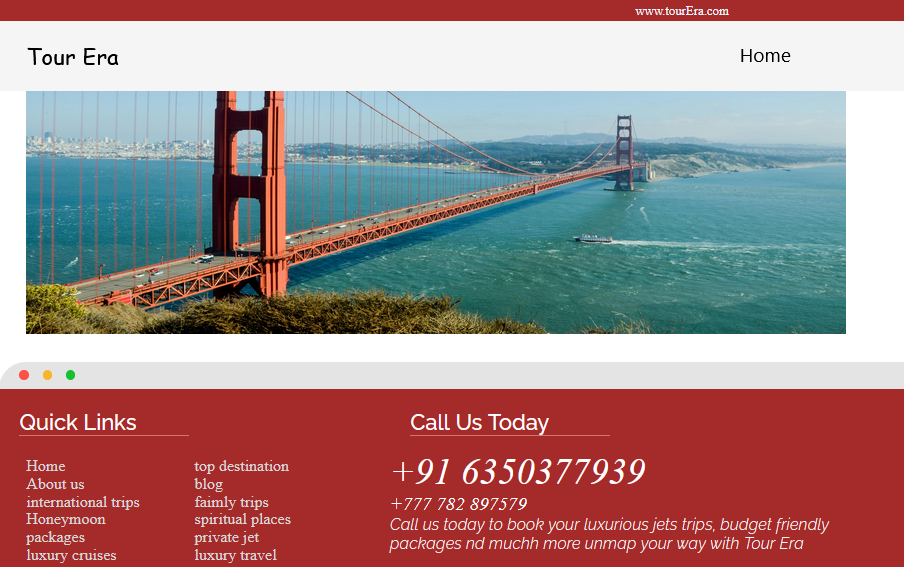 www.tourEra.com
Tour Era
Home
Quick Links
Home
About us
international trips
Honeymoon
packages
luxury cruises
top destination
blog
faimly trips
spiritual places
private jet
luxury travel
Call Us Today
+91 6350377939
+777 782 897579
Call us today to book your luxurious jets trips, budget friendly
packages nd muchh more unmap your way with Tour Era